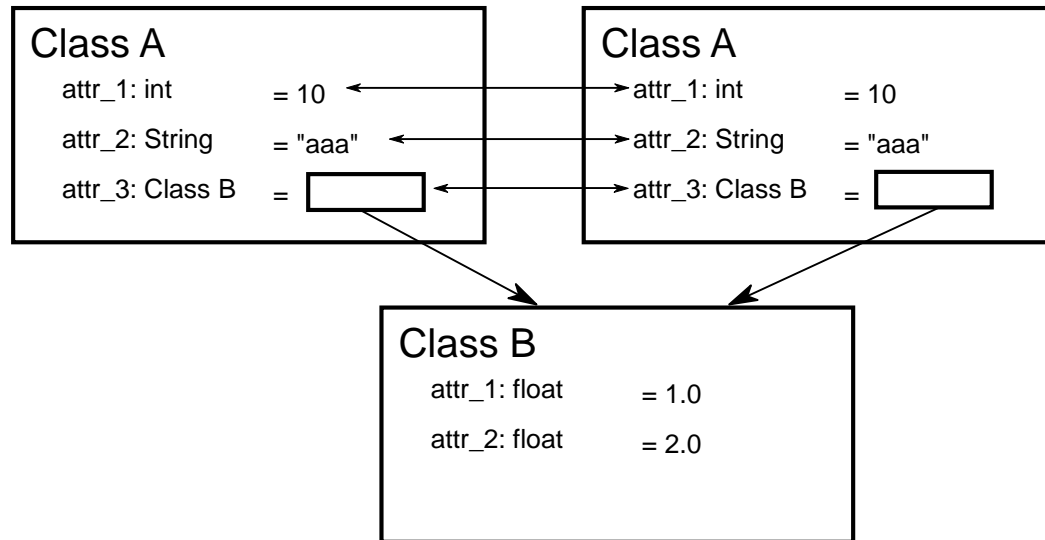 Class A
attr_1: int = 10
attr_2: String = "aaa"
attr_3: Class B =
Class A
attr_1: int = 10
attr_2: String = "aaa"
attr_3: Class B =
Class B
attr_1: float = 1.0
attr_2: float = 2.0